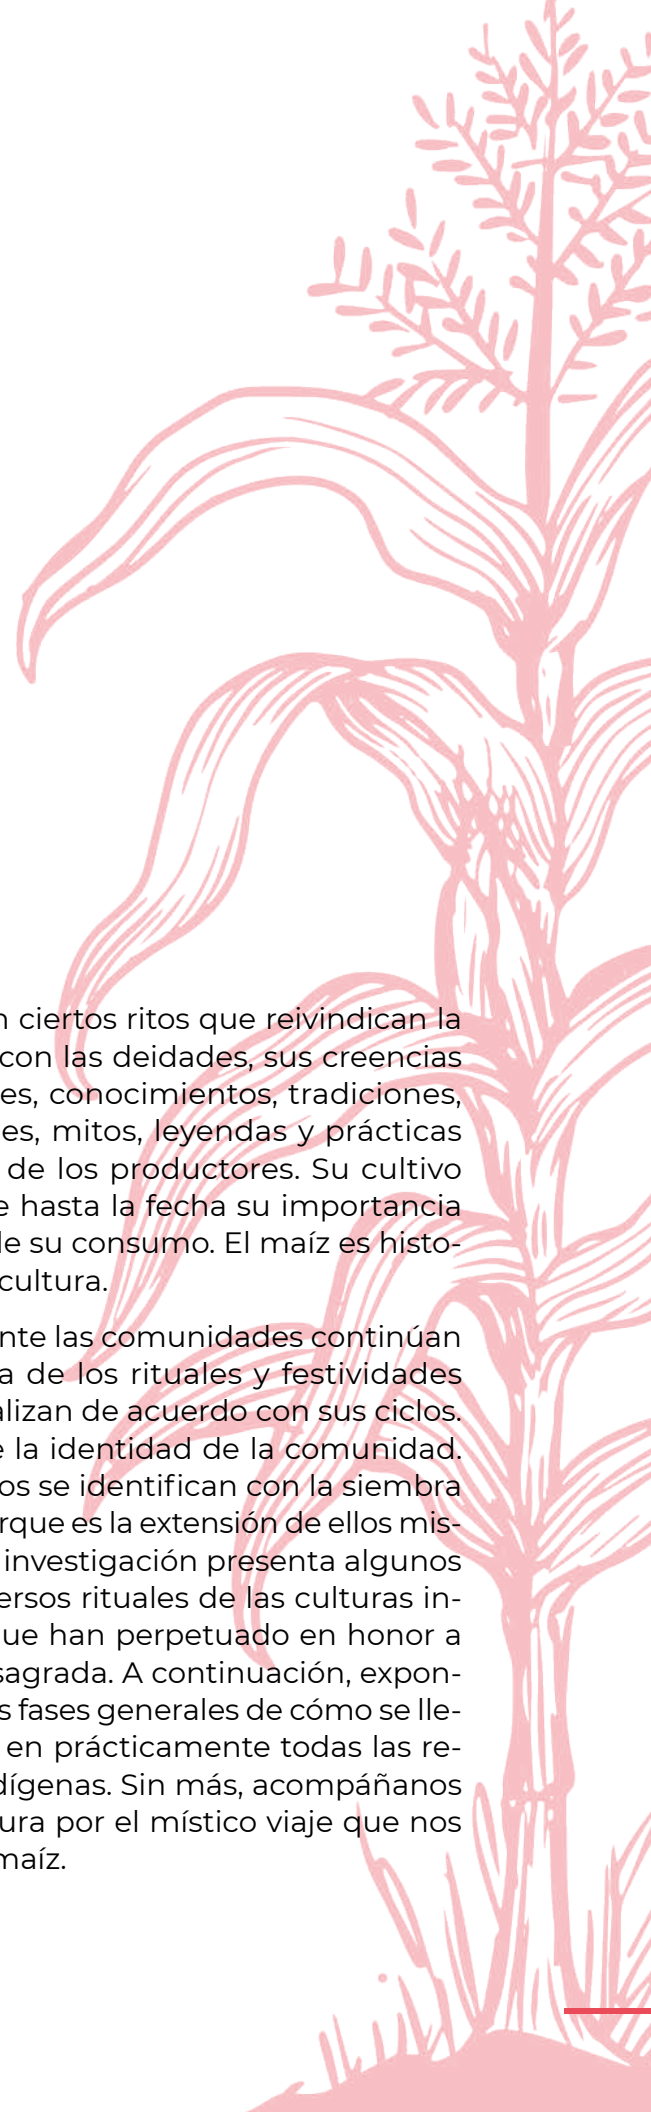 ciertos ritos que reivindican la
con las deidades, sus creencias
es, conocimientos, tradiciones,
es, mitos, leyendas y prácticas
de los productores. Su cultivo
hasta la fecha su importancia
su consumo. El maíz es histo-
cultura.
nte las comunidades continúan
a de los rituales y festividades
alizan de acuerdo con sus ciclos.
la identidad de la comunidad.
os se identifican con la siembra
rque es la extensión de ellos mis-
investigación presenta algunos
ersos rituales de las culturas in-
ue han perpetuado en honor a
sagrada. A continuación, expon-
s fases generales de cómo se lle-
en prácticamente todas las re-
dígenas. Sin más, acompáñanos
ura por el místico viaje que nos
maíz.